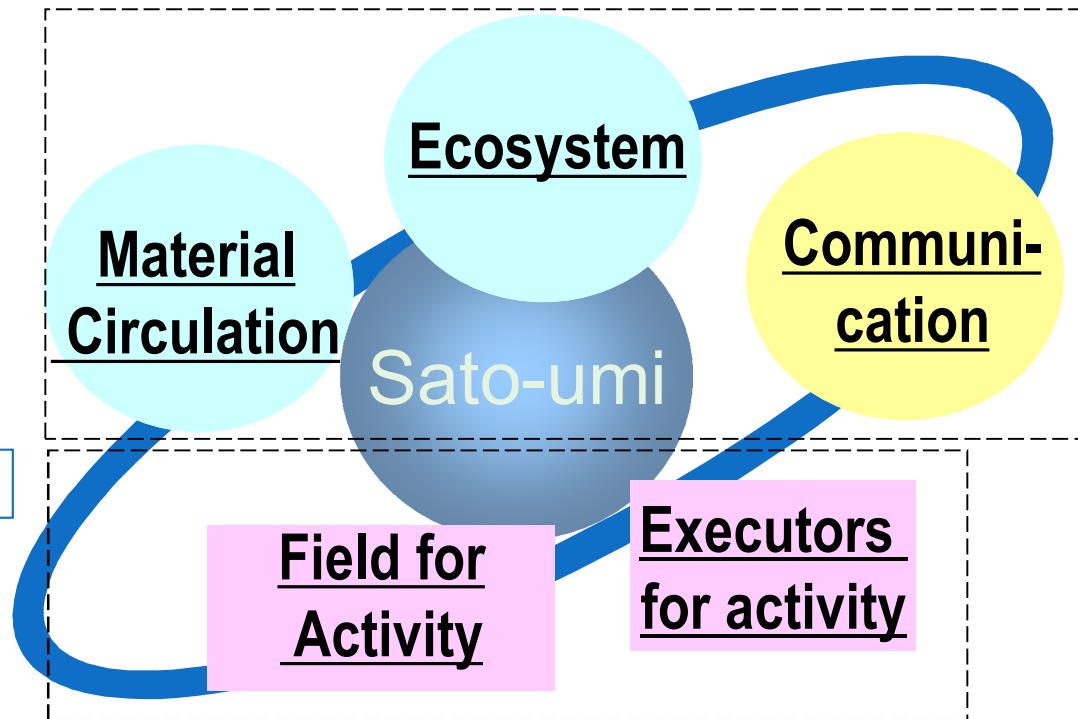 Ecosystem
Material
Circulation
Communi-
cation
Sato-umi
Field for
Activity
Executors
for activity